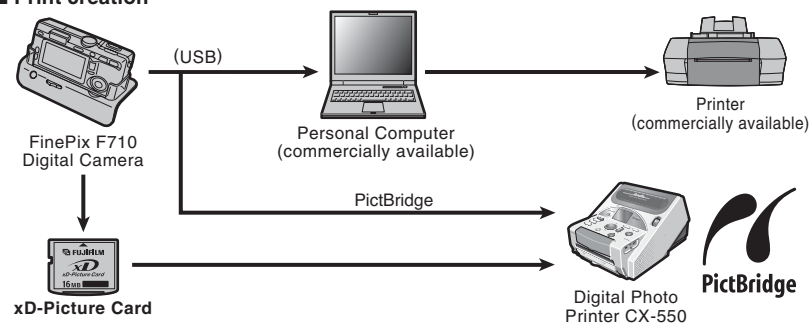 Print creation
(USB)
FinePix F710
Digital Camera
Personal Computer
(commercially available)
Printer
(commercially available)
PictBridge
FUJIFILM
xD
xD-Picture Card
16MB
xD-Picture Card
Digital Photo
Printer CX-550
PictBridge